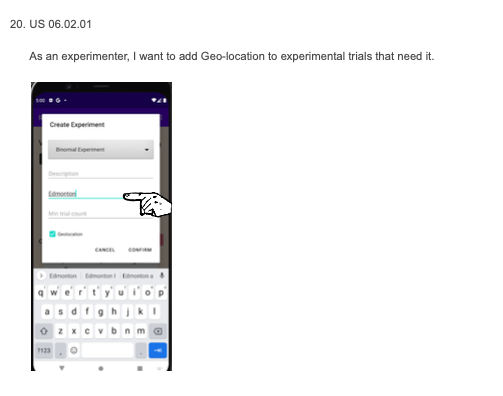 20. US 06.02.01
As an experimenter, I want to add Geo-location to experimental trials that need it.
5:00
Create Experiment
Binomial Experiment
Description
Edmonton
Min trial count
Geolocation
CANCEL CONFIRM
Edmonton Edmonton I Edmonton a
q w e r t y u i o p
a s d f g h j k l
z x c v b n m
?123 , .